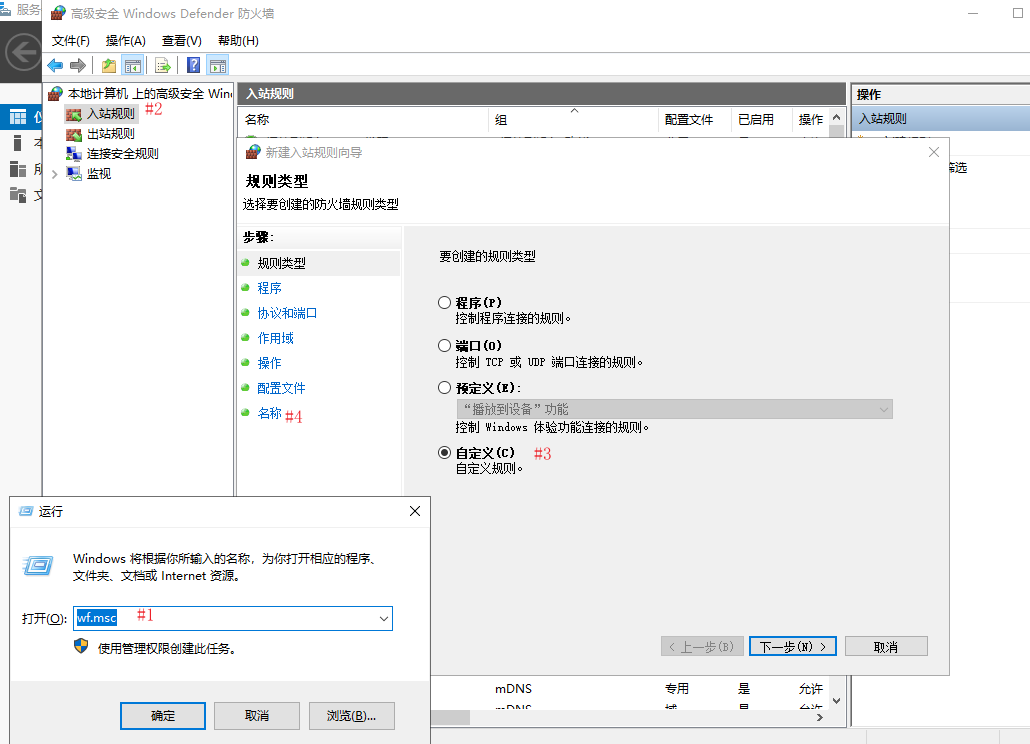 服务
高级安全 Windows Defender 防火墙
文件(F) 操作(A) 查看(V) 帮助(H)
本地计算机 上的高级安全 Win
入站规则 #2
出站规则
连接安全规则
监视
入站规则
名称 组 配置文件 已启用 操作
操作
入站规则
筛选
新建入站规则向导
规则类型
选择要创建的防火墙规则类型
步骤:
规则类型
程序
协议和端口
作用域
操作
配置文件
名称 #4
要创建的规则类型
程序(P)
控制程序连接的规则。
端口(O)
控制 TCP 或 UDP 端口连接的规则。
预定义(E):
“播放到设备”功能
控制 Windows 体验功能连接的规则。
自定义(C) #3
自定义规则。
< 上一步(B) 下一步(N) > 取消
mDNS 专用 是 允许
mDNS 域 是 允许
运行
Windows 将根据你所输入的名称，为你打开相应的程序、
文件夹、文档或 Internet 资源。
打开(O): wf.msc #1
使用管理权限创建此任务。
确定 取消 浏览(B)...